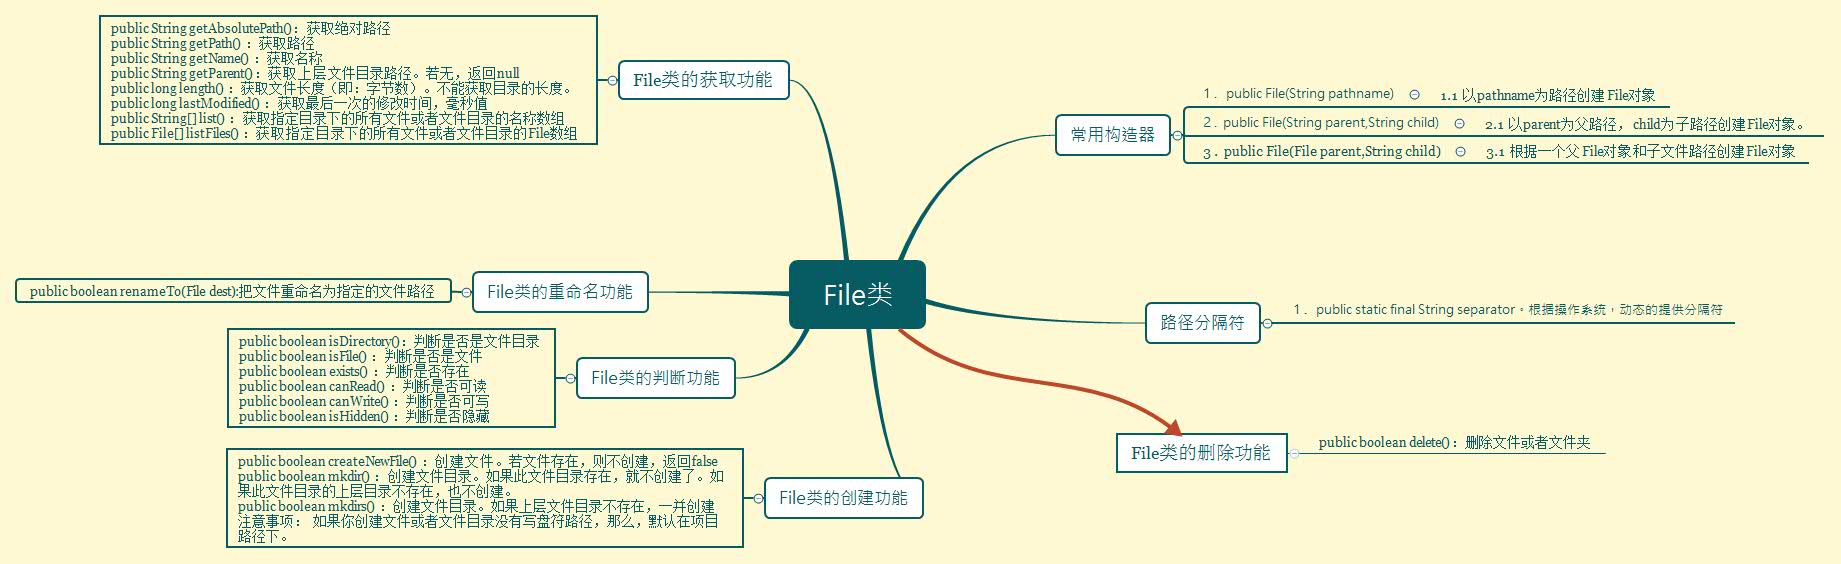 public String getAbsolutePath()：获取绝对路径
public String getPath() ：获取路径
public String getName() ：获取名称
public String getParent()：获取上层文件目录路径。若无，返回null
public long length() ：获取文件长度（即：字节数）。不能获取目录的长度。
public long lastModified() ：获取最后一次的修改时间，毫秒值
public String[] list() ：获取指定目录下的所有文件或者文件目录的名称数组
public File[] listFiles() ：获取指定目录下的所有文件或者文件目录的File数组
File类的获取功能
常用构造器
1. public File(String pathname)
1.1 以pathname为路径创建File对象
2. public File(String parent,String child)
2.1 以parent为父路径，child为子路径创建File对象。
3. public File(File parent,String child)
3.1 根据一个父File对象和子文件路径创建File对象
File类
public boolean renameTo(File dest):把文件重命名为指定的文件路径
File类的重命名功能
路径分隔符
1. public static final String separator。根据操作系统，动态的提供分隔符
public boolean isDirectory()：判断是否是文件目录
public boolean isFile() ：判断是否是文件
public boolean exists() ：判断是否存在
public boolean canRead() ：判断是否可读
public boolean canWrite() ：判断是否可写
public boolean isHidden() ：判断是否隐藏
File类的判断功能
File类的删除功能
public boolean delete()：删除文件或者文件夹
public boolean createNewFile() ：创建文件。若文件存在，则不创建，返回false
public boolean mkdir() ：创建文件目录。如果此文件目录存在，就不创建了。如
果此文件目录的上层目录不存在，也不创建。
public boolean mkdirs() ：创建文件目录。如果上层文件目录不存在，一并创建
注意事项： 如果你创建文件或者文件目录没有写盘符路径，那么，默认在项目
路径下。
File类的创建功能